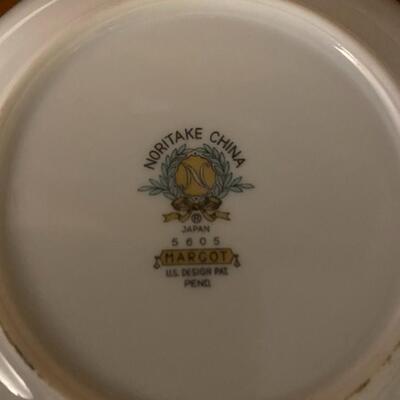 NORITAKE CHINA
N
®
JAPAN
5605
MARGOT
U.S. DESIGN PAT.
PEND.